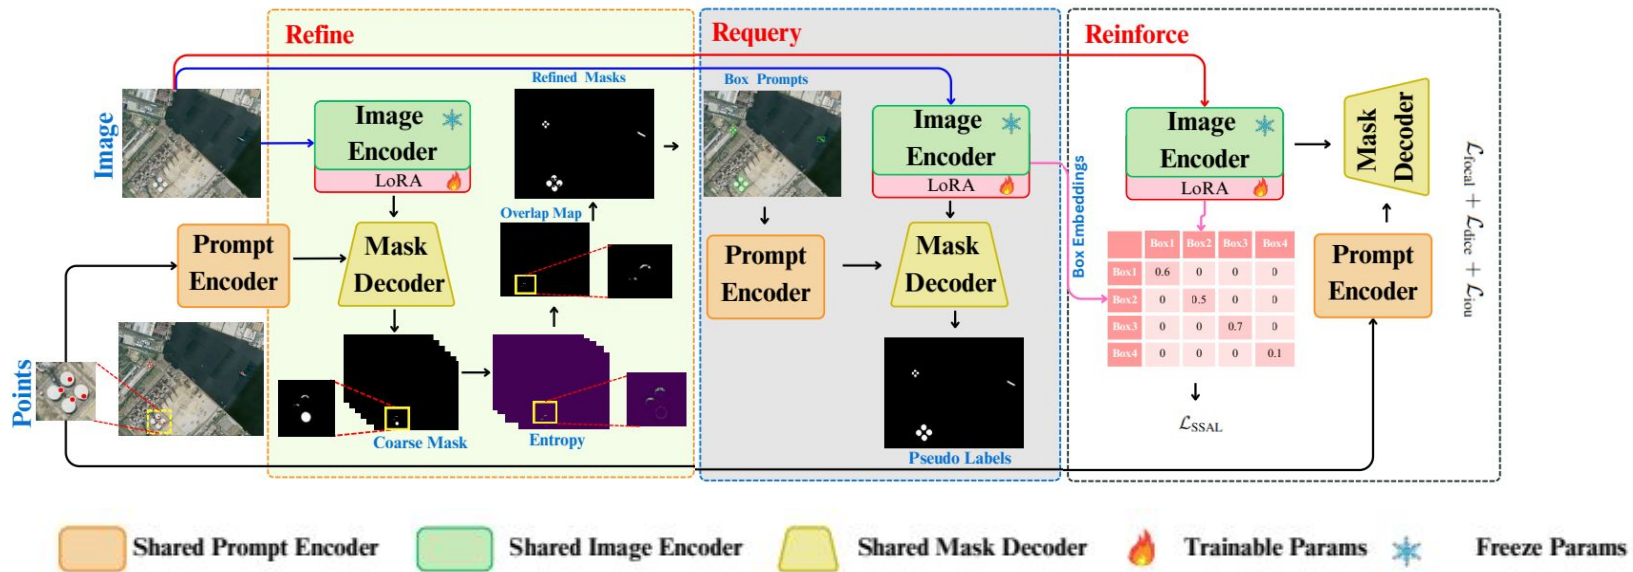 Refine
Requery
Reinforce
Image
Points
Image
Encoder
LoRA
Prompt
Encoder
Mask
Decoder
Coarse Mask
Entropy
Overlap Map
Refined Masks
Box Prompts
Image
Encoder
LoRA
Prompt
Encoder
Mask
Decoder
Pseudo Labels
Box Embeddings
Image
Encoder
LoRA
Mask
Decoder
Prompt
Encoder
Box1 Box2 Box3 Box4
Box1 0.6 0 0 0
Box2 0 0.5 0 0
Box3 0 0 0.7 0
Box4 0 0 0 0.1
ℒSSAL
ℒfocal + ℒdice + ℒiou
Shared Prompt Encoder
Shared Image Encoder
Shared Mask Decoder
Trainable Params
Freeze Params